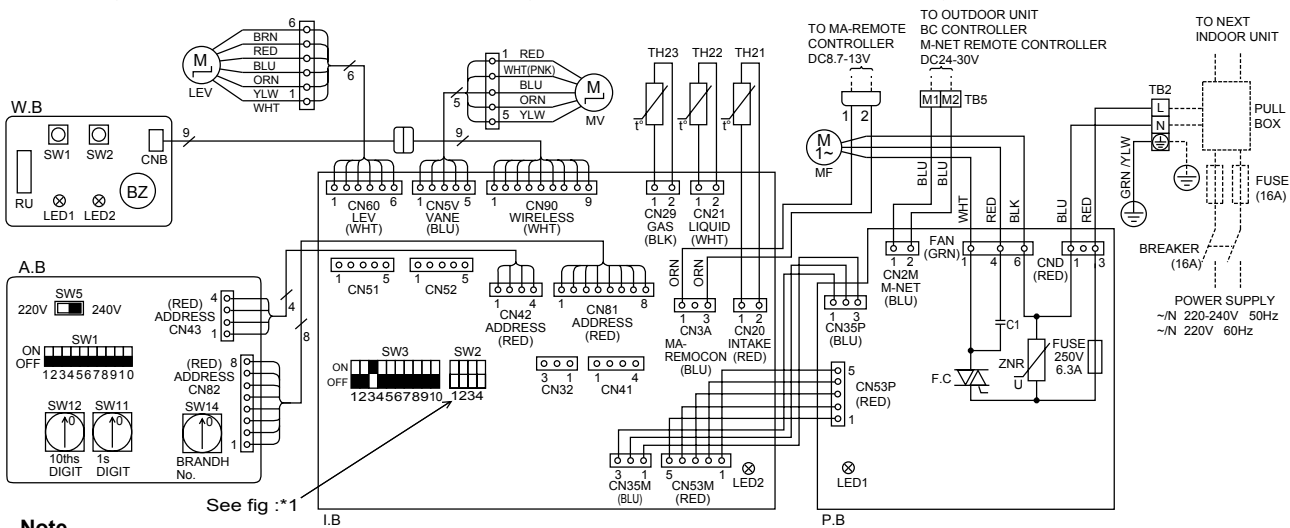 6
BRN
RED
BLU
ORN
YLW
WHT
1
M
LEV
6
1
RED
WHT(PNK)
BLU
ORN
YLW
5
5
M
MV
TH23
TH22
TH21
t°
t°
t°
TO MA-REMOTE
CONTROLLER
DC8.7-13V
TO OUTDOOR UNIT
BC CONTROLLER
M-NET REMOTE CONTROLLER
DC24-30V
TO NEXT
INDOOR UNIT
M1 M2 TB5
1 2
TB2
L
N
PULL
BOX
FUSE
(16A)
BREAKER
(16A)
POWER SUPPLY
~/N 220-240V 50Hz
~/N 220V 60Hz
GRN /YLW
M
1~
MF
W.B
SW1 SW2
CNB
9
9
RU
BZ
LED1 LED2
1 6
CN60
LEV
(WHT)
1 5
CN5V
VANE
(BLU)
1 9
CN90
WIRELESS
(WHT)
1 2
CN29
GAS
(BLK)
1 2
CN21
LIQUID
(WHT)
BLU
BLU
WHT
RED
BLK
BLU
RED
1 2
CN2M
M-NET
(BLU)
FAN
(GRN)
1 4 6
CND
(RED)
1 3
A.B
SW5
220V 240V
SW1
ON
OFF
12345678910
SW12
0
10ths
DIGIT
SW11
0
1s
DIGIT
SW14
0
BRANDH
No.
(RED)
ADDRESS
CN43
4
1
4
(RED)
ADDRESS
CN82
8
1
8
1 5
CN51
1 5
CN52
1 4
CN42
ADDRESS
(RED)
1 8
CN81
ADDRESS
(RED)
ORN
ORN
1 3
CN3A
MA-
REMOCON
(BLU)
1 2
CN20
INTAKE
(RED)
1 3
CN35P
(BLU)
SW3
ON
OFF
12345678910
SW2
1234
3 1
CN32
1 4
CN41
5
CN53P
(RED)
1
C1
F.C
ZNR
U
FUSE
250V
6.3A
3 1
CN35M
(BLU)
5 1
CN53M
(RED)
LED2
LED1
See fig :*1
I.B
P.B
Note